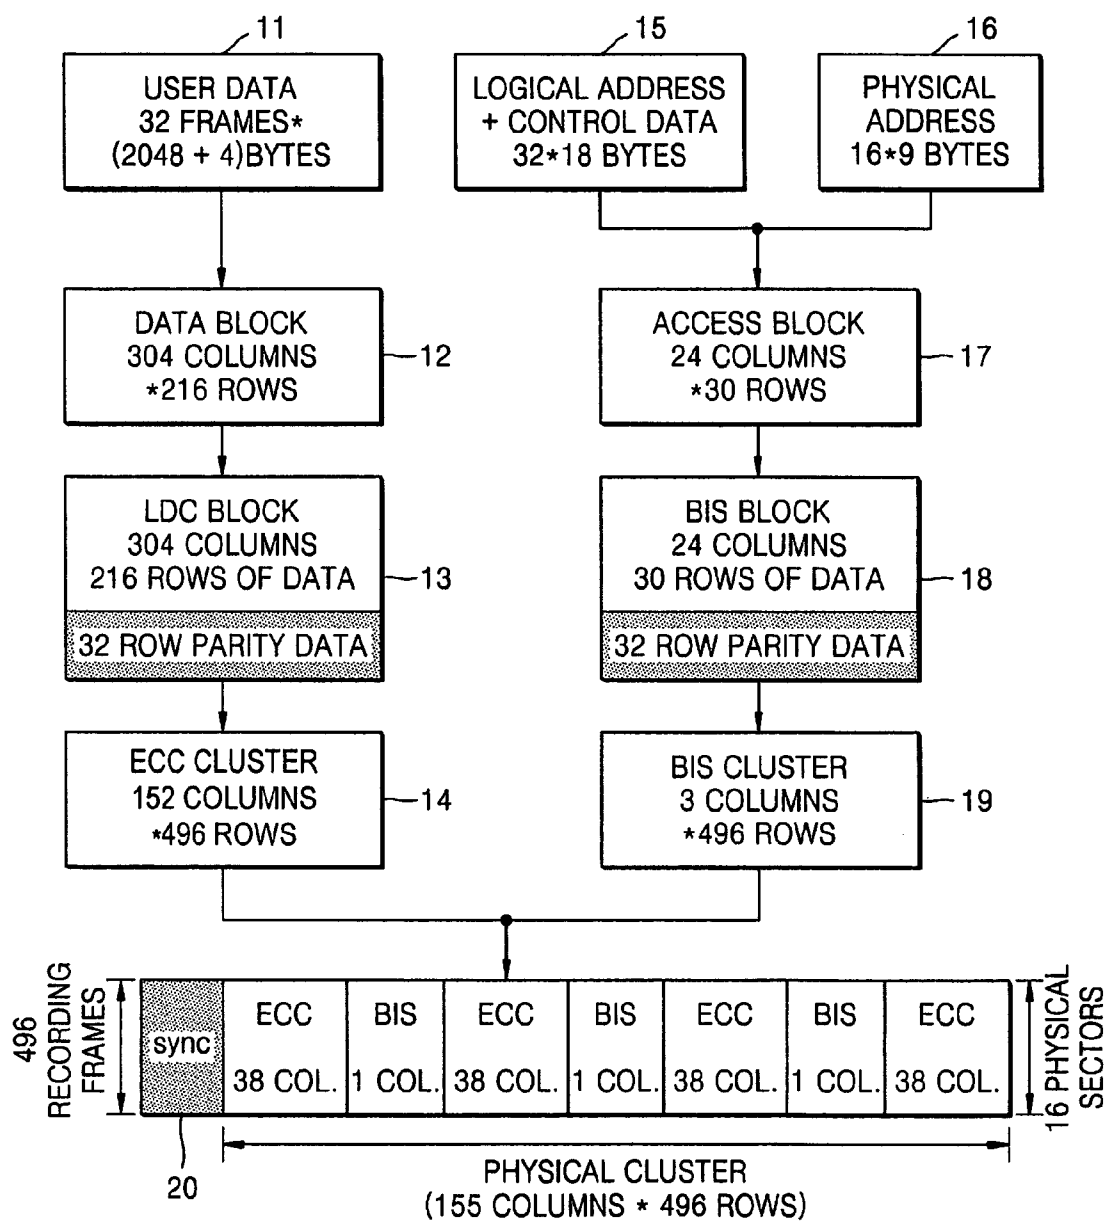 11
USER DATA
32 FRAMES*
(2048 + 4)BYTES
15
LOGICAL ADDRESS
+ CONTROL DATA
32*18 BYTES
16
PHYSICAL
ADDRESS
16*9 BYTES
DATA BLOCK
304 COLUMNS
*216 ROWS
12
ACCESS BLOCK
24 COLUMNS
*30 ROWS
17
LDC BLOCK
304 COLUMNS
216 ROWS OF DATA
32 ROW PARITY DATA
13
BIS BLOCK
24 COLUMNS
30 ROWS OF DATA
32 ROW PARITY DATA
18
ECC CLUSTER
152 COLUMNS
*496 ROWS
14
BIS CLUSTER
3 COLUMNS
*496 ROWS
19
496
RECORDING
FRAMES
sync
20
ECC
38 COL.
BIS
1 COL.
ECC
38 COL.
BIS
1 COL.
ECC
38 COL.
BIS
1 COL.
ECC
38 COL.
16 PHYSICAL
SECTORS
PHYSICAL CLUSTER
(155 COLUMNS * 496 ROWS)